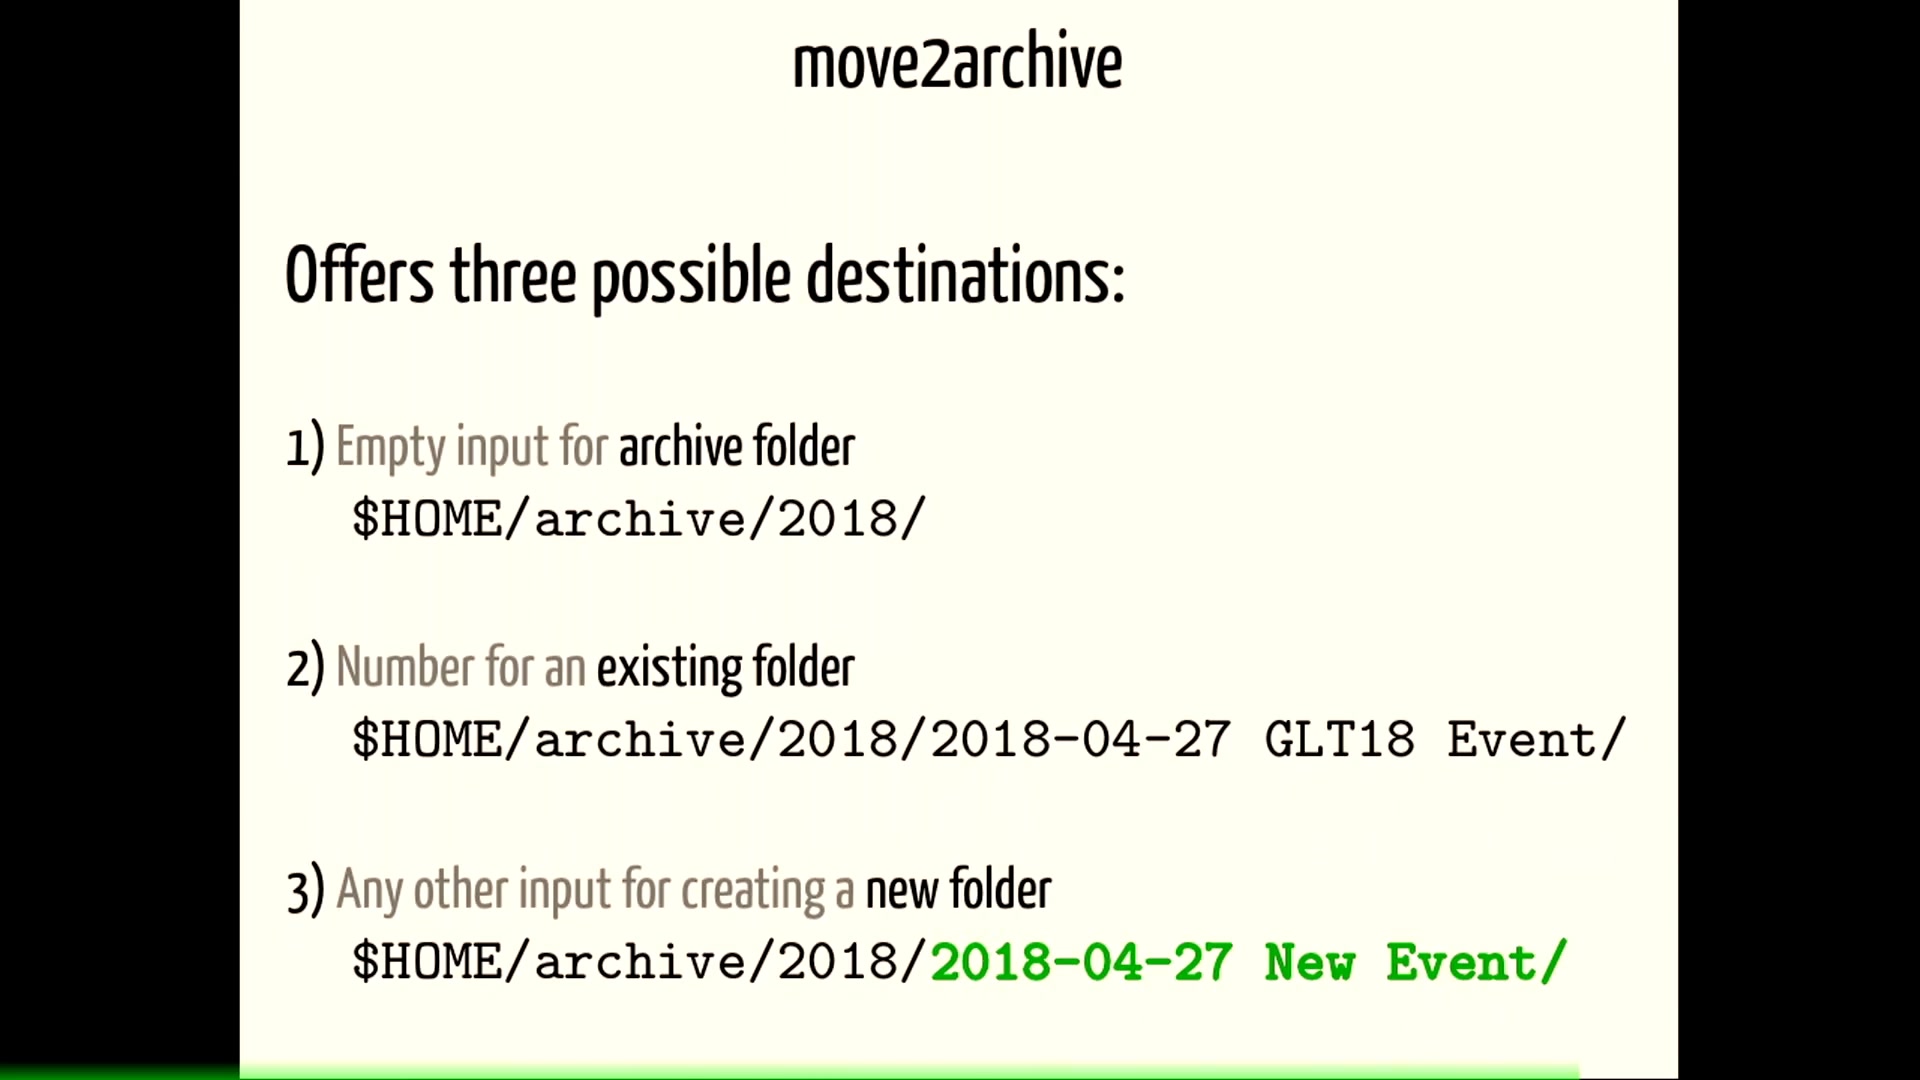 move2archive
Offers three possible destinations:
1) Empty input for archive folder
$HOME/archive/2018/
2) Number for an existing folder
$HOME/archive/2018/2018-04-27 GLT18 Event/
3) Any other input for creating a new folder
$HOME/archive/2018/2018-04-27 New Event/